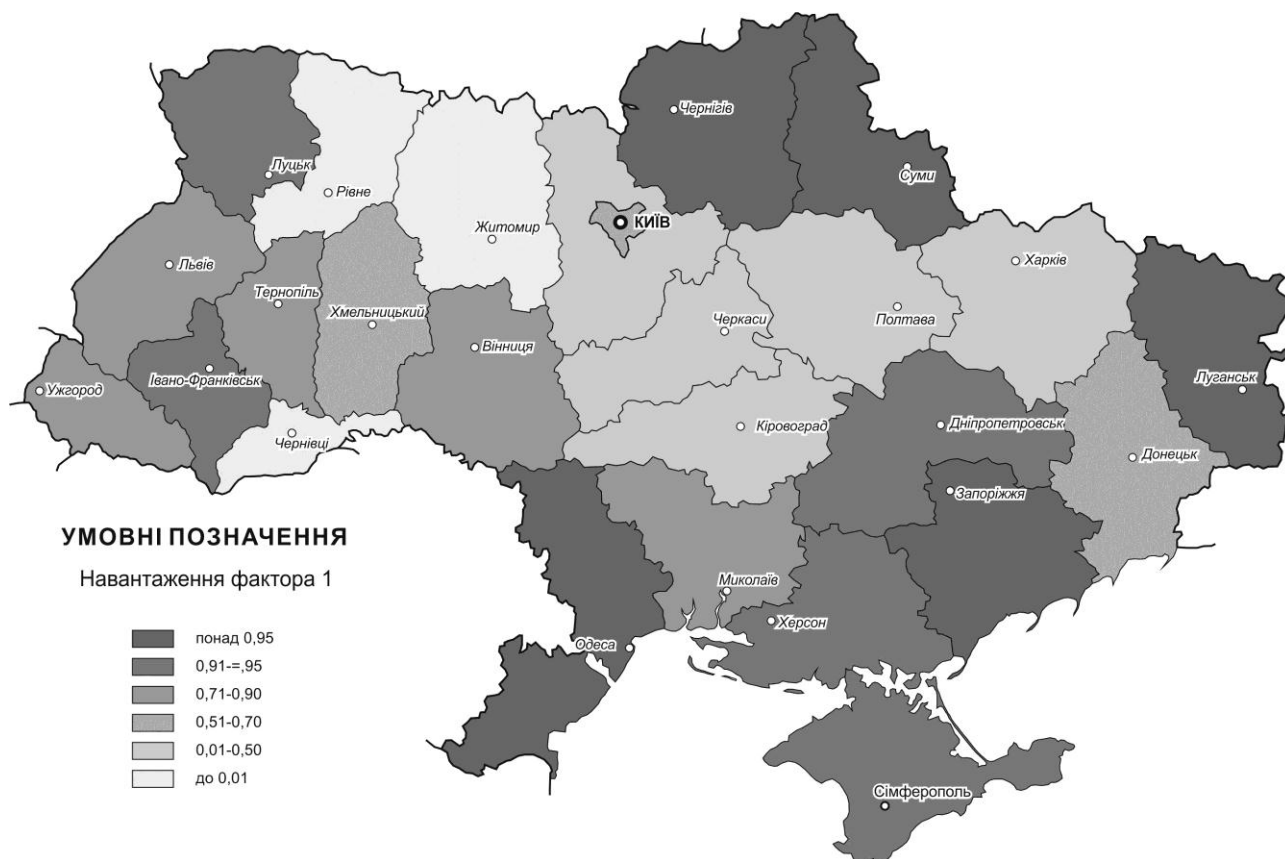 Чернігів
Суми
Луцьк
Рівне
КИЇВ
Житомир
Львів
Харків
Тернопіль
Хмельницький
Черкаси
Полтава
Вінниця
Івано-Франківськ
Ужгород
Луганськ
Чернівці
Кіровоград
Дніпропетровськ
Донецьк
Запоріжжя
УМОВНІ ПОЗНАЧЕННЯ
Навантаження фактора 1
Миколаїв
Херсон
понад 0,95
Одеса
0,91-=,95
0,71-0,90
0,51-0,70
0,01-0,50
до 0,01
Сімферополь